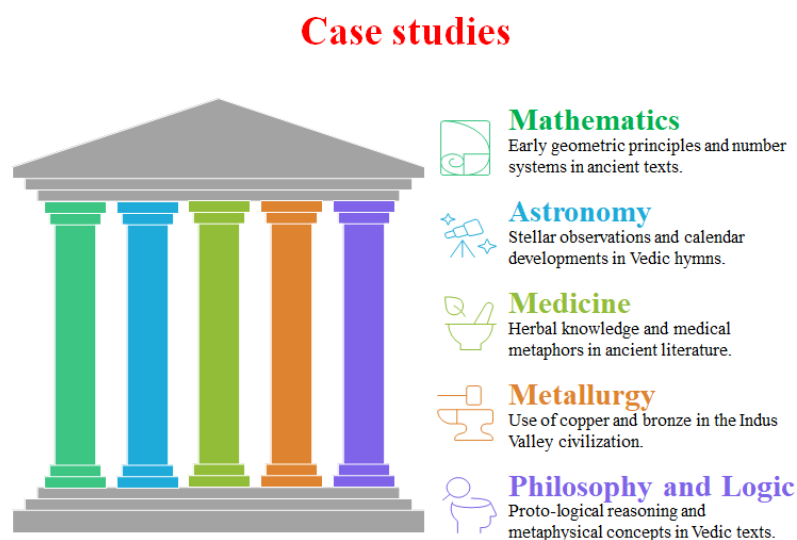 Case studies
Mathematics
Early geometric principles and number
systems in ancient texts.
Astronomy
Stellar observations and calendar
developments in Vedic hymns.
Medicine
Herbal knowledge and medical
metaphors in ancient literature.
Metallurgy
Use of copper and bronze in the Indus
Valley civilization.
Philosophy and Logic
Proto-logical reasoning and
metaphysical concepts in Vedic texts.